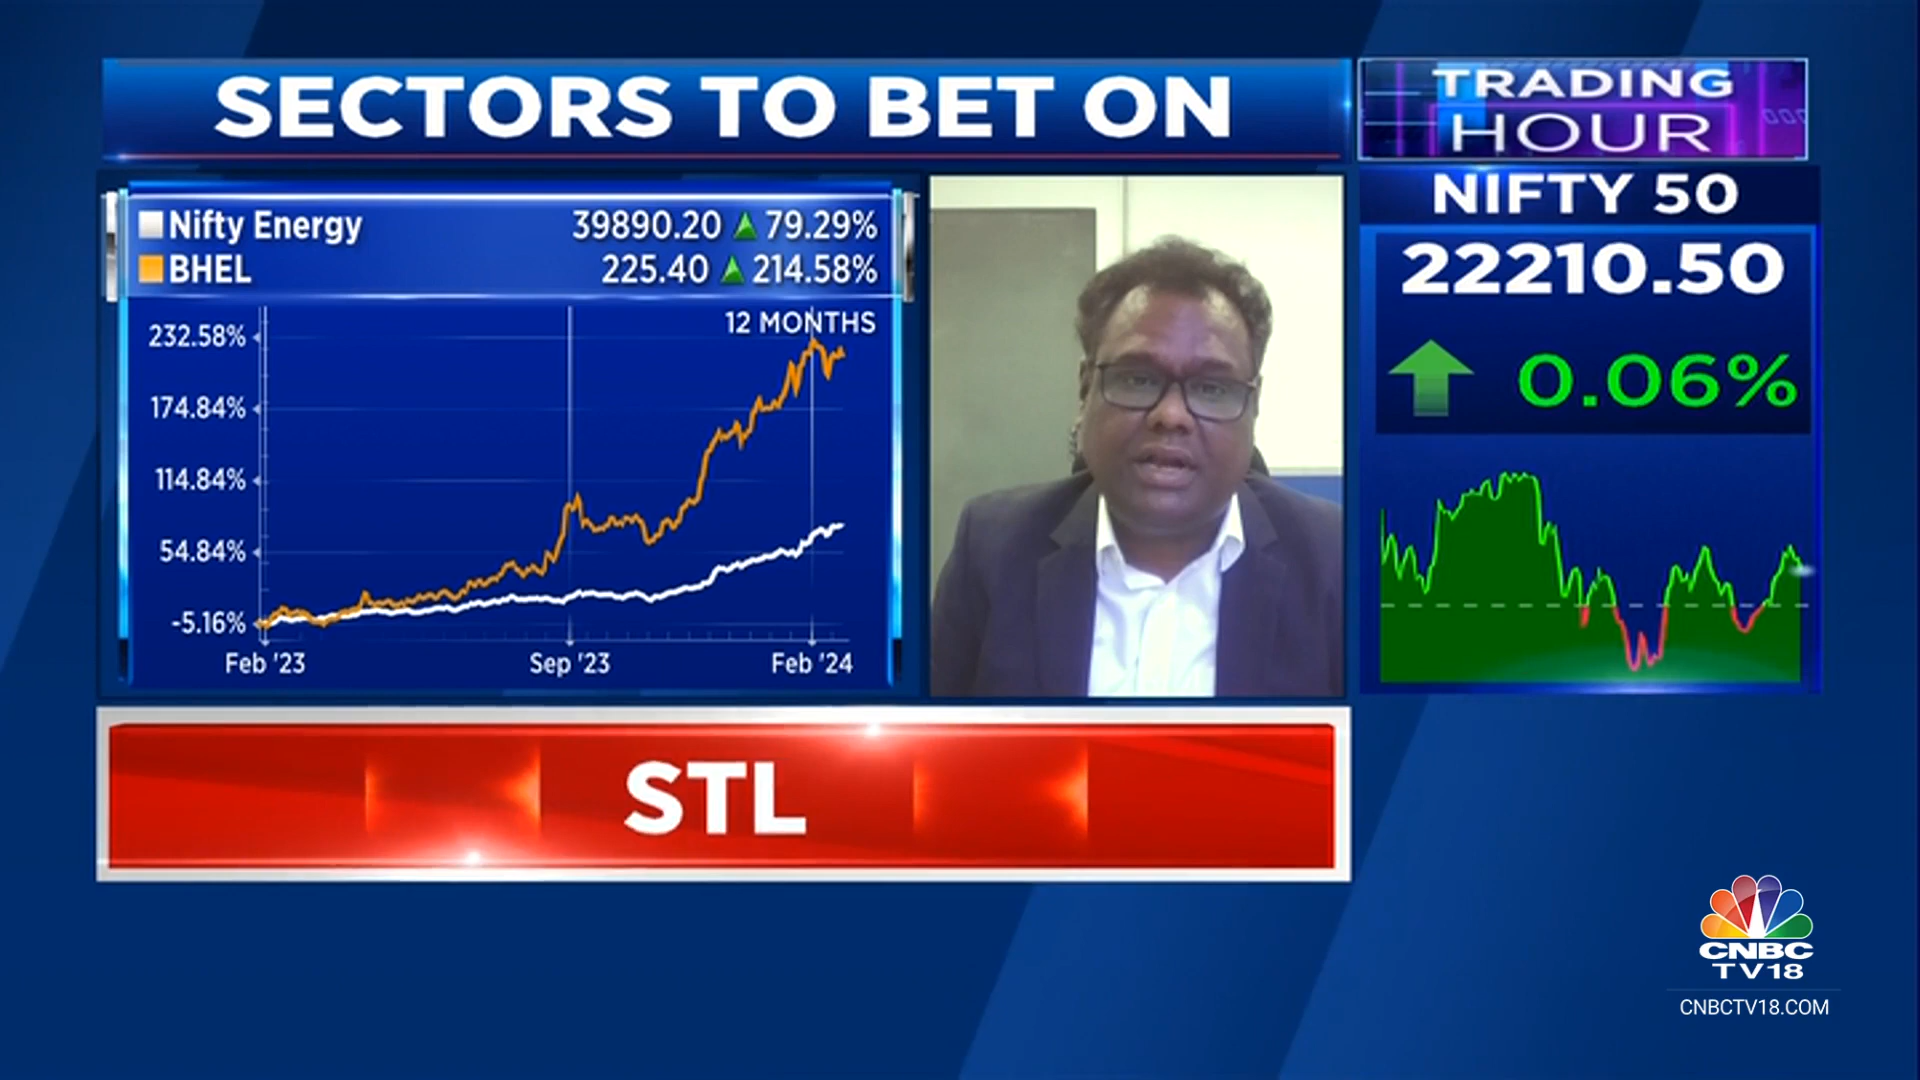 SECTORS TO BET ON
TRADING
HOUR
Nifty Energy 39890.20 ▲ 79.29%
BHEL 225.40 ▲ 214.58%
12 MONTHS
232.58%
174.84%
114.84%
54.84%
-5.16%
Feb '23 Sep '23 Feb '24
NIFTY 50
22210.50
0.06%
STL
CNBC
TV18
CNBCTV18.COM